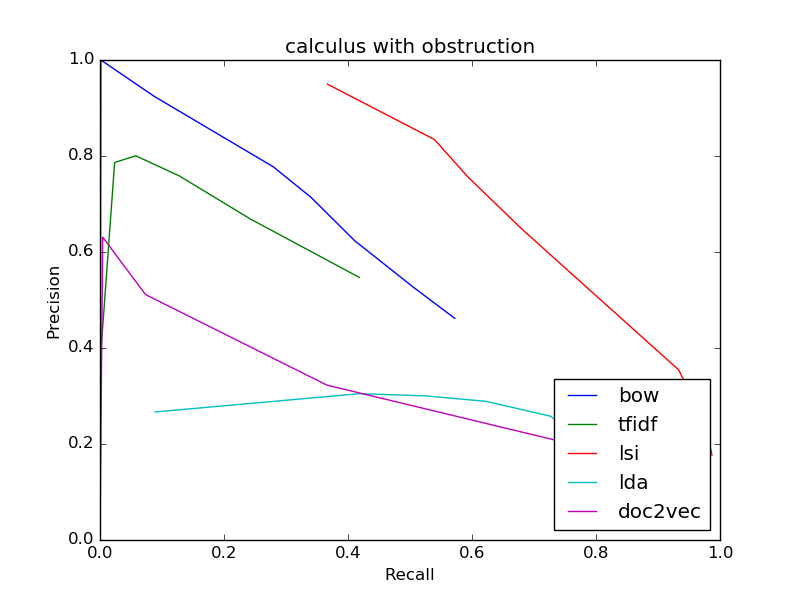 calculus with obstruction
1.0
0.8
0.6
0.4
0.2
0.0
Precision
0.0 0.2 0.4 0.6 0.8 1.0
Recall
bow
tfidf
lsi
lda
doc2vec